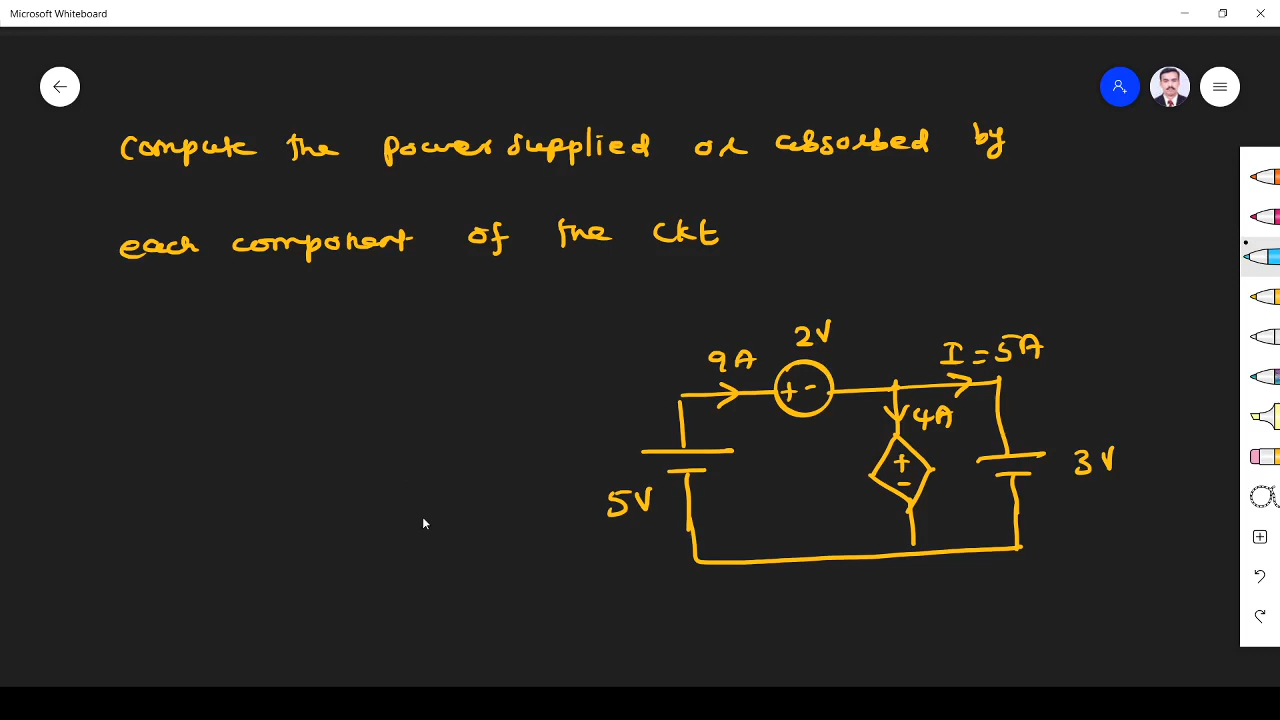 Microsoft Whiteboard
Compute the power supplied or absorbed by
each component of the ckt
2V
9A
I = 5A
4A
+ -
+
-
3V
5V